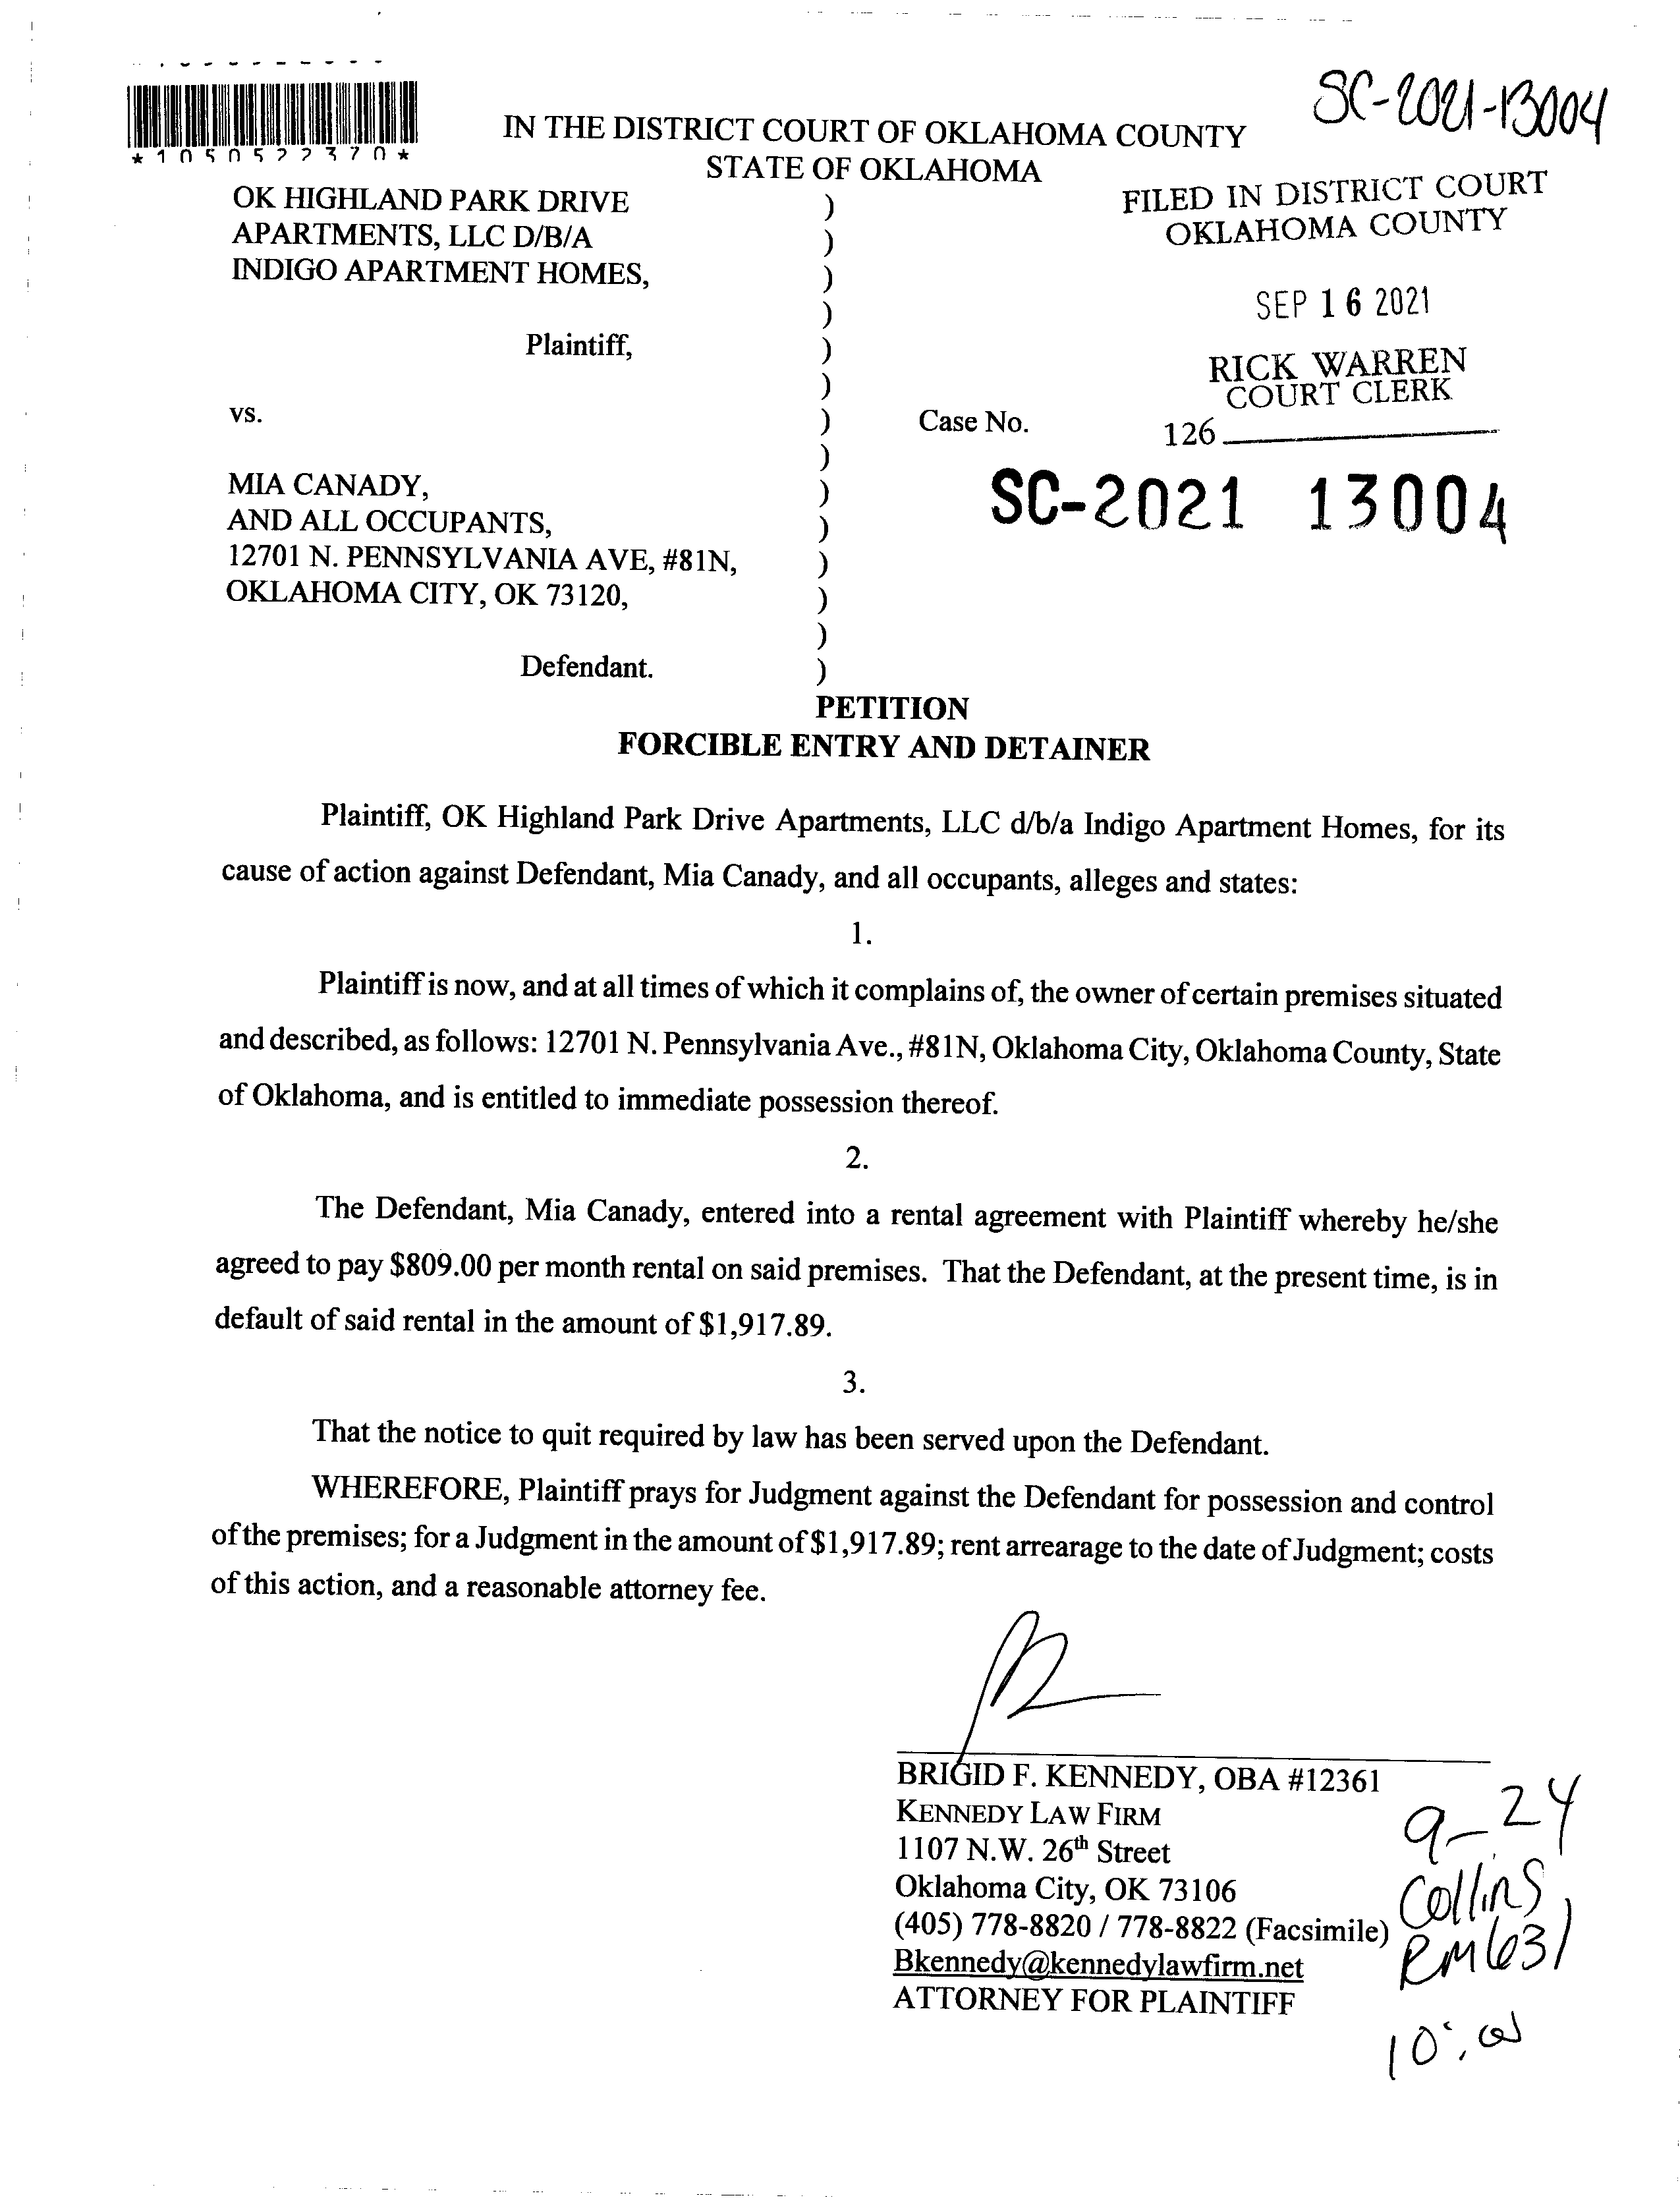 SC-2021-13004
*1050522370*
IN THE DISTRICT COURT OF OKLAHOMA COUNTY
STATE OF OKLAHOMA
OK HIGHLAND PARK DRIVE )
APARTMENTS, LLC D/B/A )
INDIGO APARTMENT HOMES, )
)
Plaintiff, )
)
vs. )
)
MIA CANADY, )
AND ALL OCCUPANTS, )
12701 N. PENNSYLVANIA AVE, #81N, )
OKLAHOMA CITY, OK 73120, )
)
Defendant. )
FILED IN DISTRICT COURT
OKLAHOMA COUNTY
SEP 16 2021
RICK WARREN
COURT CLERK
Case No. 126
SC-2021 13004
PETITION
FORCIBLE ENTRY AND DETAINER
Plaintiff, OK Highland Park Drive Apartments, LLC d/b/a Indigo Apartment Homes, for its
cause of action against Defendant, Mia Canady, and all occupants, alleges and states:
1.
Plaintiff is now, and at all times of which it complains of, the owner of certain premises situated
and described, as follows: 12701 N. Pennsylvania Ave., #81N, Oklahoma City, Oklahoma County, State
of Oklahoma, and is entitled to immediate possession thereof.
2.
The Defendant, Mia Canady, entered into a rental agreement with Plaintiff whereby he/she
agreed to pay $809.00 per month rental on said premises. That the Defendant, at the present time, is in
default of said rental in the amount of $1,917.89.
3.
That the notice to quit required by law has been served upon the Defendant.
WHEREFORE, Plaintiff prays for Judgment against the Defendant for possession and control
of the premises; for a Judgment in the amount of $1,917.89; rent arrearage to the date of Judgment; costs
of this action, and a reasonable attorney fee.
BRIGID F. KENNEDY, OBA #12361
KENNEDY LAW FIRM
1107 N.W. 26th Street
Oklahoma City, OK 73106
(405) 778-8820 / 778-8822 (Facsimile)
Bkennedy@kennedylawfirm.net
ATTORNEY FOR PLAINTIFF
9-24
Collins
RM631
10:00